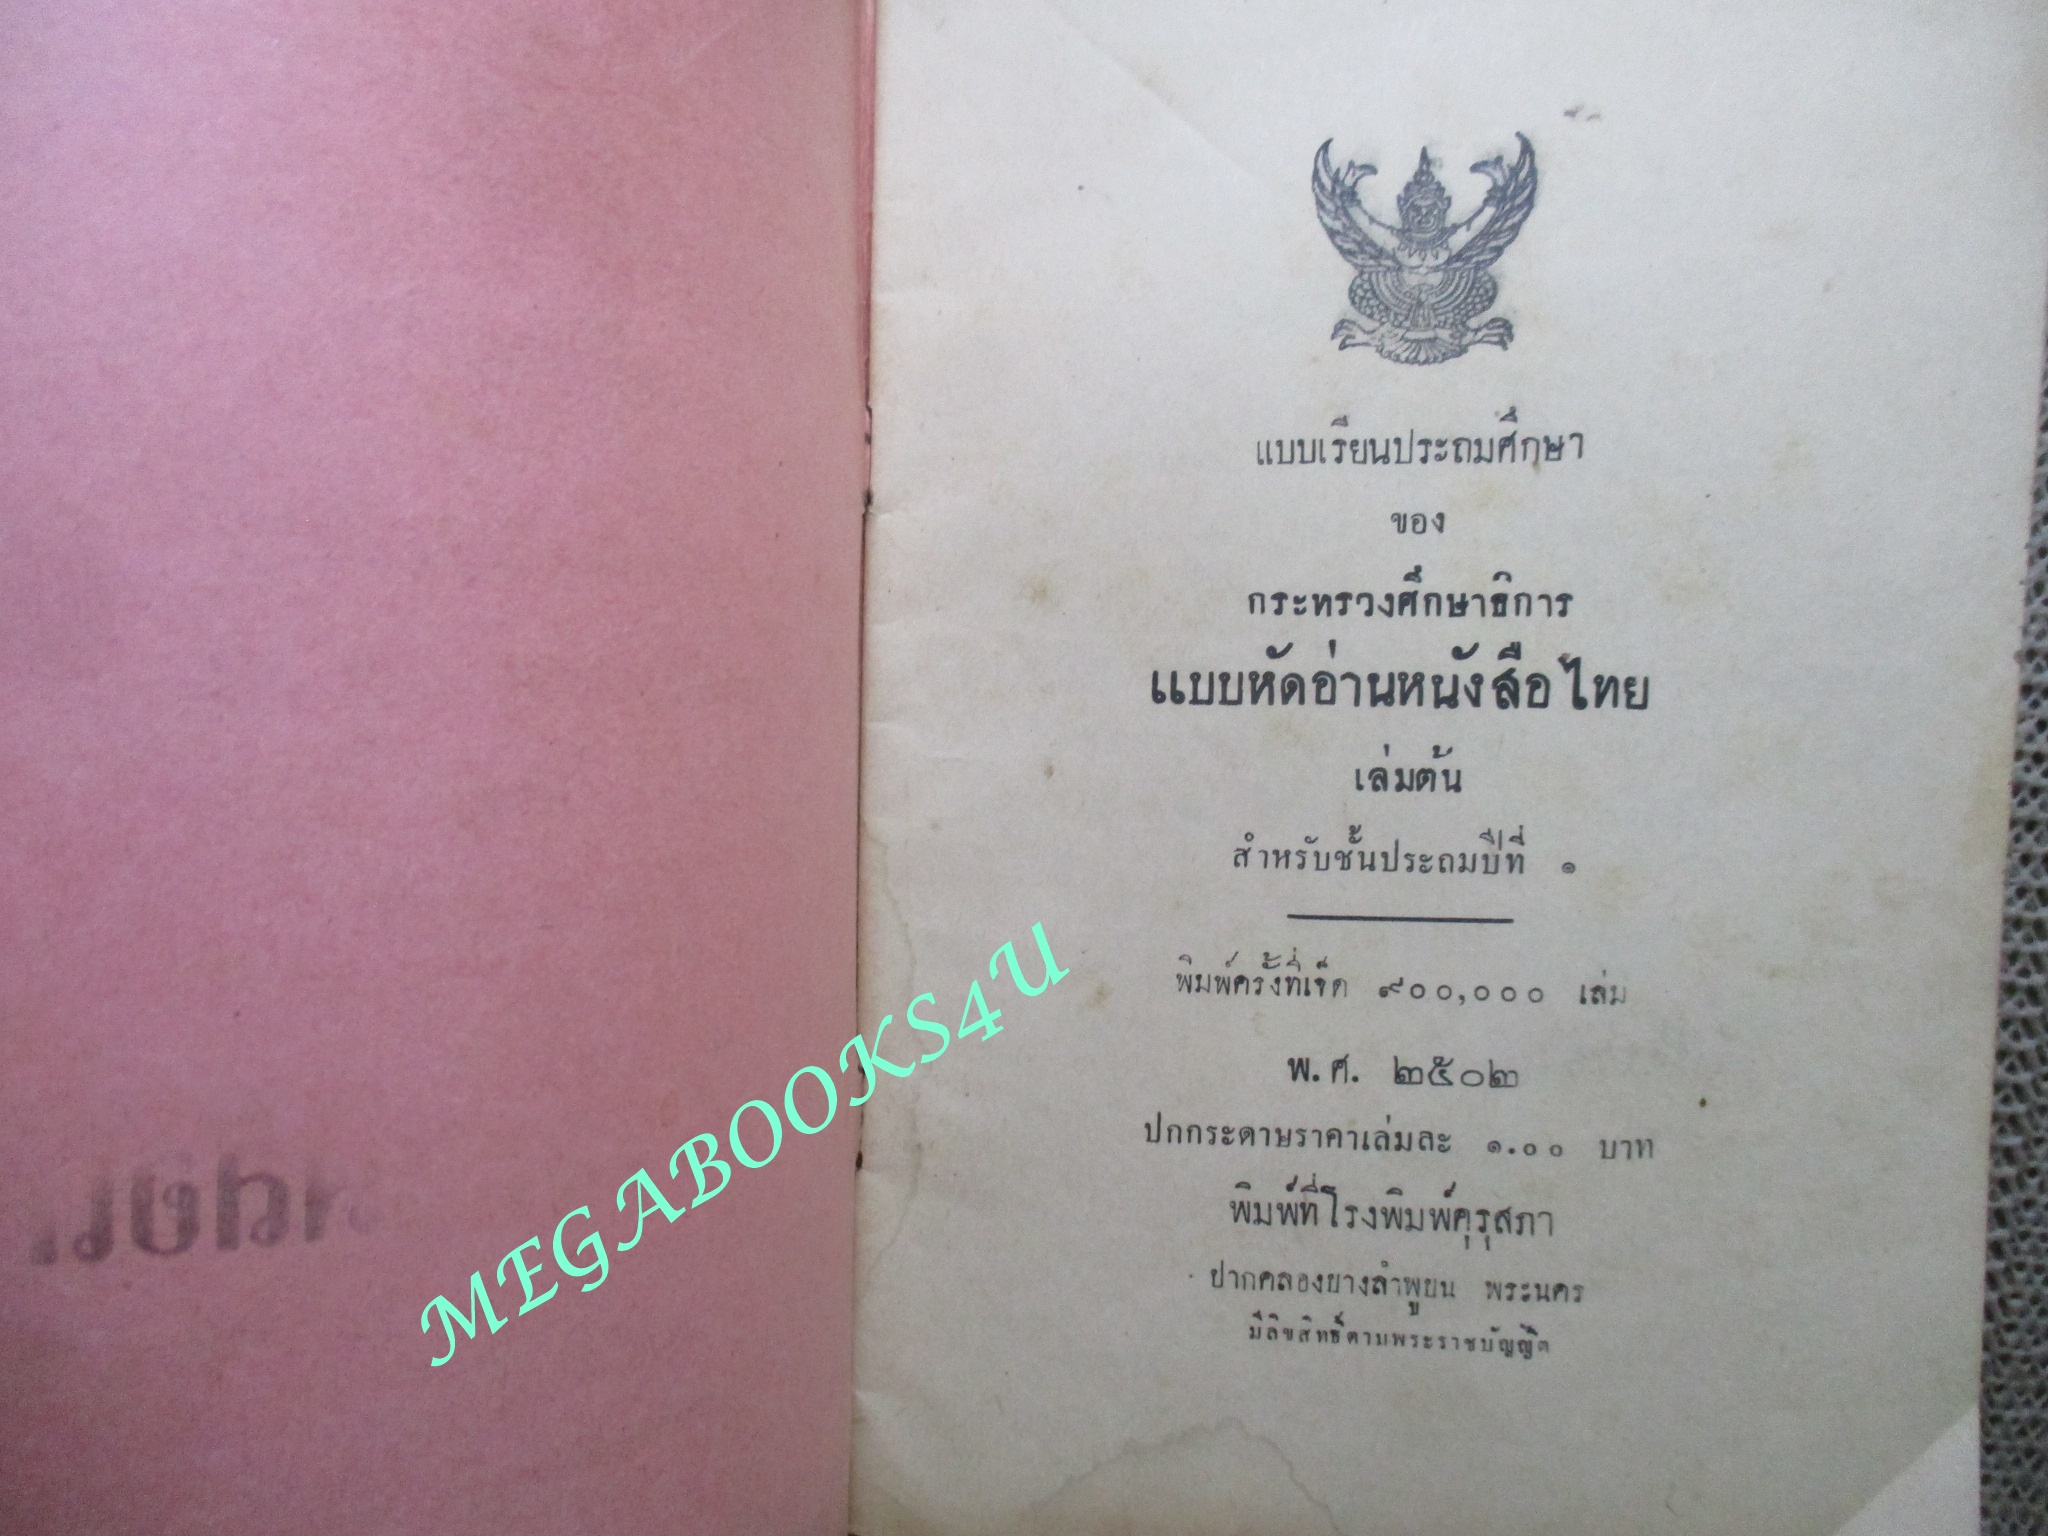 แบบเรียนประถมศึกษา
ของ
กระทรวงศึกษาธิการ
แบบหัดอ่านหนังสือไทย
เล่มต้น
สำหรับชั้นประถมปีที่ ๑
พิมพ์ครั้งที่เจ็ด ๙๐๐,๐๐๐ เล่ม
พ.ศ. ๒๕๐๒
ปกกระดาษราคาเล่มละ ๑.๐๐ บาท
พิมพ์ที่โรงพิมพ์คุรุสภา
ปากคลองบางลำพูบน พระนคร
มีลิขสิทธิ์ตามพระราชบัญญัติ
MEGABOOKS4U